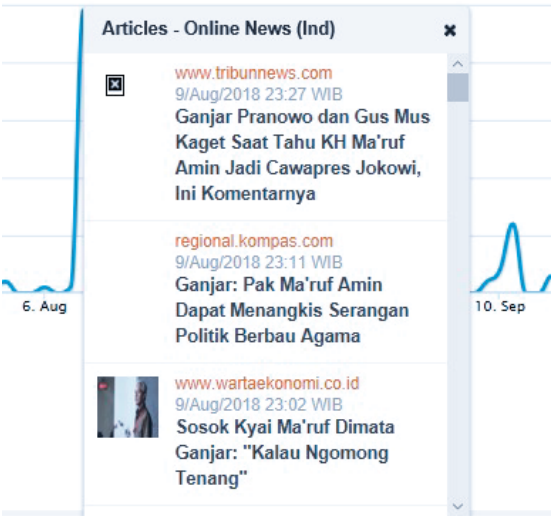 Articles - Online News (Ind)
www.tribunnews.com
9/Aug/2018 23:27 WIB
Ganjar Pranowo dan Gus Mus
Kaget Saat Tahu KH Ma'ruf
Amin Jadi Cawapres Jokowi,
Ini Komentarnya
regional.kompas.com
9/Aug/2018 23:11 WIB
Ganjar: Pak Ma'ruf Amin
Dapat Menangkis Serangan
Politik Berbau Agama
6. Aug
10. Sep
www.wartaekonomi.co.id
9/Aug/2018 23:02 WIB
Sosok Kyai Ma'ruf Dimata
Ganjar: "Kalau Ngomong
Tenang"